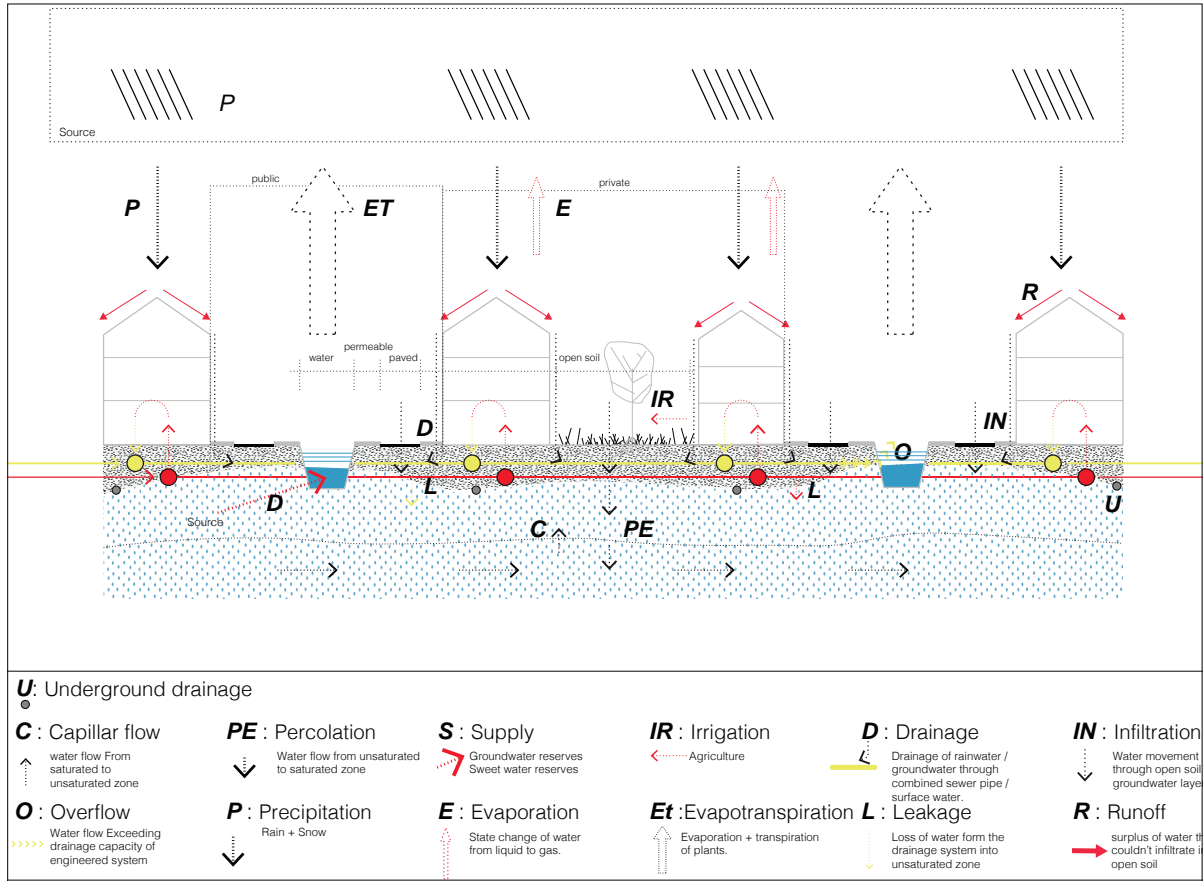 P
Source
public
private
P
ET
E
R
permeable
water
paved
open soil
IR
D
IN
O
D
L
L
U
Source
C
PE
U: Underground drainage
C : Capillar flow
water flow From
saturated to
unsaturated zone
PE : Percolation
Water flow from unsaturated
to saturated zone
S : Supply
Groundwater reserves
Sweet water reserves
IR : Irrigation
Agriculture
D : Drainage
Drainage of rainwater /
groundwater through
combined sewer pipe /
surface water.
IN : Infiltration
Water movement
through open soil
groundwater laye
O : Overflow
Water flow Exceeding
drainage capacity of
engineered system
P : Precipitation
Rain + Snow
E : Evaporation
State change of water
from liquid to gas.
Et :Evapotranspiration
Evaporation + transpiration
of plants.
L : Leakage
Loss of water form the
drainage system into
unsaturated zone
R : Runoff
surplus of water th
couldn't infiltrate in
open soil